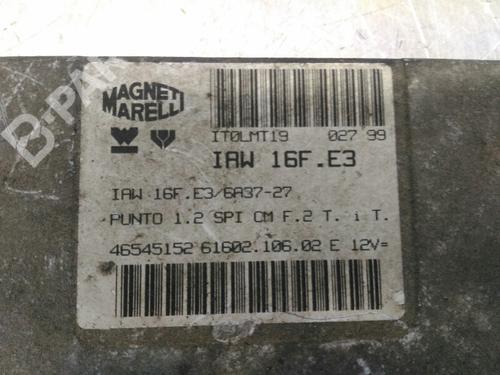 MAGNETI
MARELLI
IT0LMT19 027 99
IAW 16F.E3
IAW 16F.E3/6A37-27
PUNTO 1.2 SPI CM F.2 T. i T.
46545152 61602.106.02 E 12V=